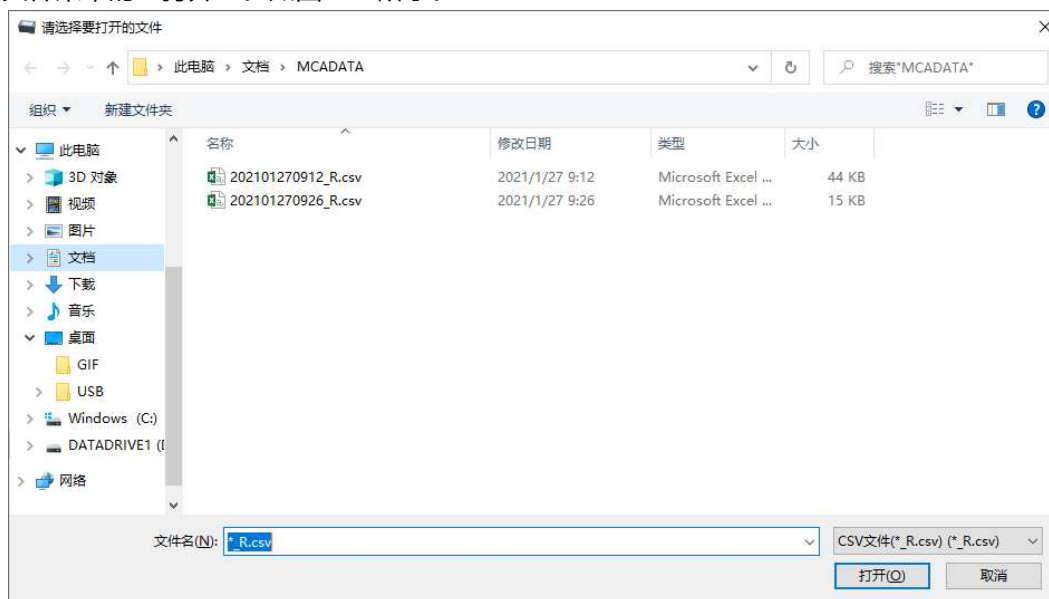 请选择要打开的文件
此电脑 › 文档 › MCADATA
搜索"MCADATA"
组织
新建文件夹
名称 修改日期 类型 大小
202101270912_R.csv 2021/1/27 9:12 Microsoft Excel ... 44 KB
202101270926_R.csv 2021/1/27 9:26 Microsoft Excel ... 15 KB
此电脑
3D 对象
视频
图片
文档
下载
音乐
桌面
GIF
USB
Windows (C:)
DATADRIVE1
网络
文件名(N): *_R.csv
CSV文件(*_R.csv) (*_R.csv)
打开(O) 取消